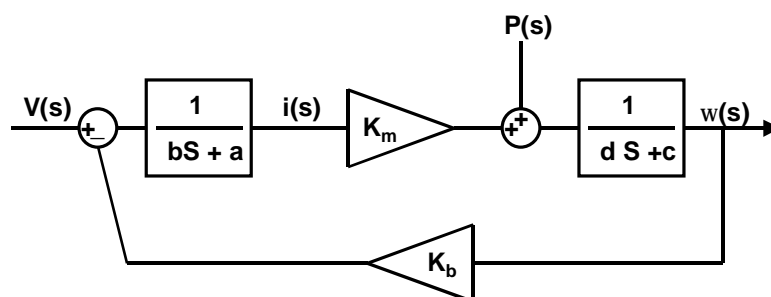 P(s)
V(s)
+
_
1
bS + a
i(s)
Km
+
+
1
d S +c
w(s)
Kb